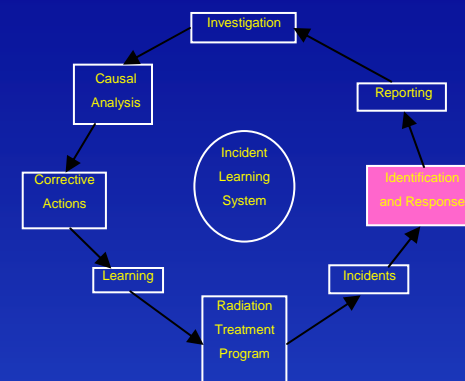 Investigation
Causal
Analysis
Reporting
Incident
Learning
System
Corrective
Actions
Identification
and Response
Learning
Incidents
Radiation
Treatment
Program